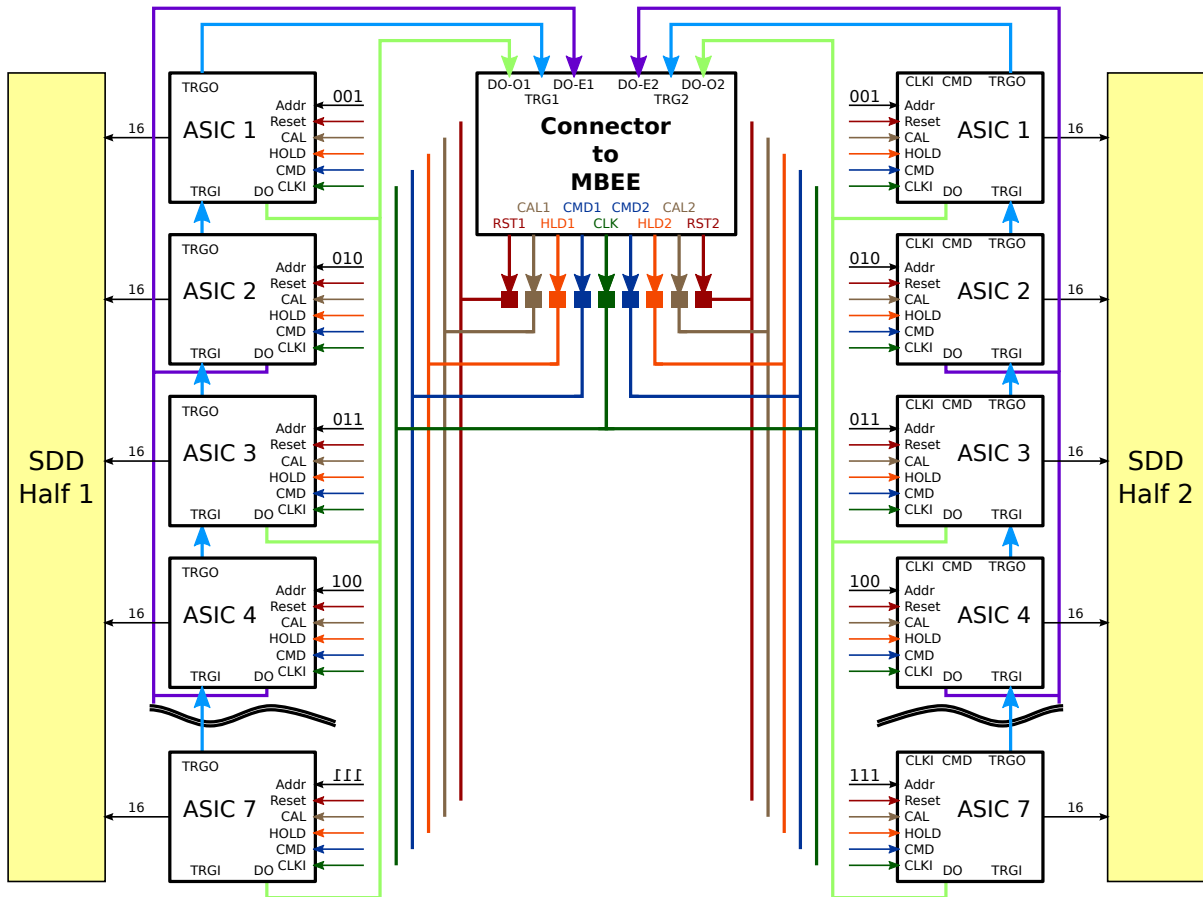 DO-O1 DO-E1 DO-E2 DO-O2
TRG1 TRG2
Connector
to
MBEE
CAL1 CMD1 CMD2 CAL2
RST1 HLD1 CLK HLD2 RST2
SDD
Half 1
TRGO
ASIC 1
16
Addr 001
Reset
CAL
HOLD
CMD
CLKI
TRGI DO
TRGO
ASIC 2
16
Addr 010
Reset
CAL
HOLD
CMD
CLKI
TRGI DO
TRGO
ASIC 3
16
Addr 011
Reset
CAL
HOLD
CMD
CLKI
TRGI DO
TRGO
ASIC 4
16
Addr 100
Reset
CAL
HOLD
CMD
CLKI
TRGI DO
TRGO
ASIC 7
16
Addr 111
Reset
CAL
HOLD
CMD
CLKI
TRGI DO
CLKI CMD TRGO
001 Addr
Reset
CAL
HOLD
CMD
CLKI
ASIC 1
16
DO TRGI
CLKI CMD TRGO
010 Addr
Reset
CAL
HOLD
CMD
CLKI
ASIC 2
16
DO TRGI
CLKI CMD TRGO
011 Addr
Reset
CAL
HOLD
CMD
CLKI
ASIC 3
16
DO TRGI
CLKI CMD TRGO
100 Addr
Reset
CAL
HOLD
CMD
CLKI
ASIC 4
16
DO TRGI
CLKI CMD TRGO
111 Addr
Reset
CAL
HOLD
CMD
CLKI
ASIC 7
16
DO TRGI
SDD
Half 2